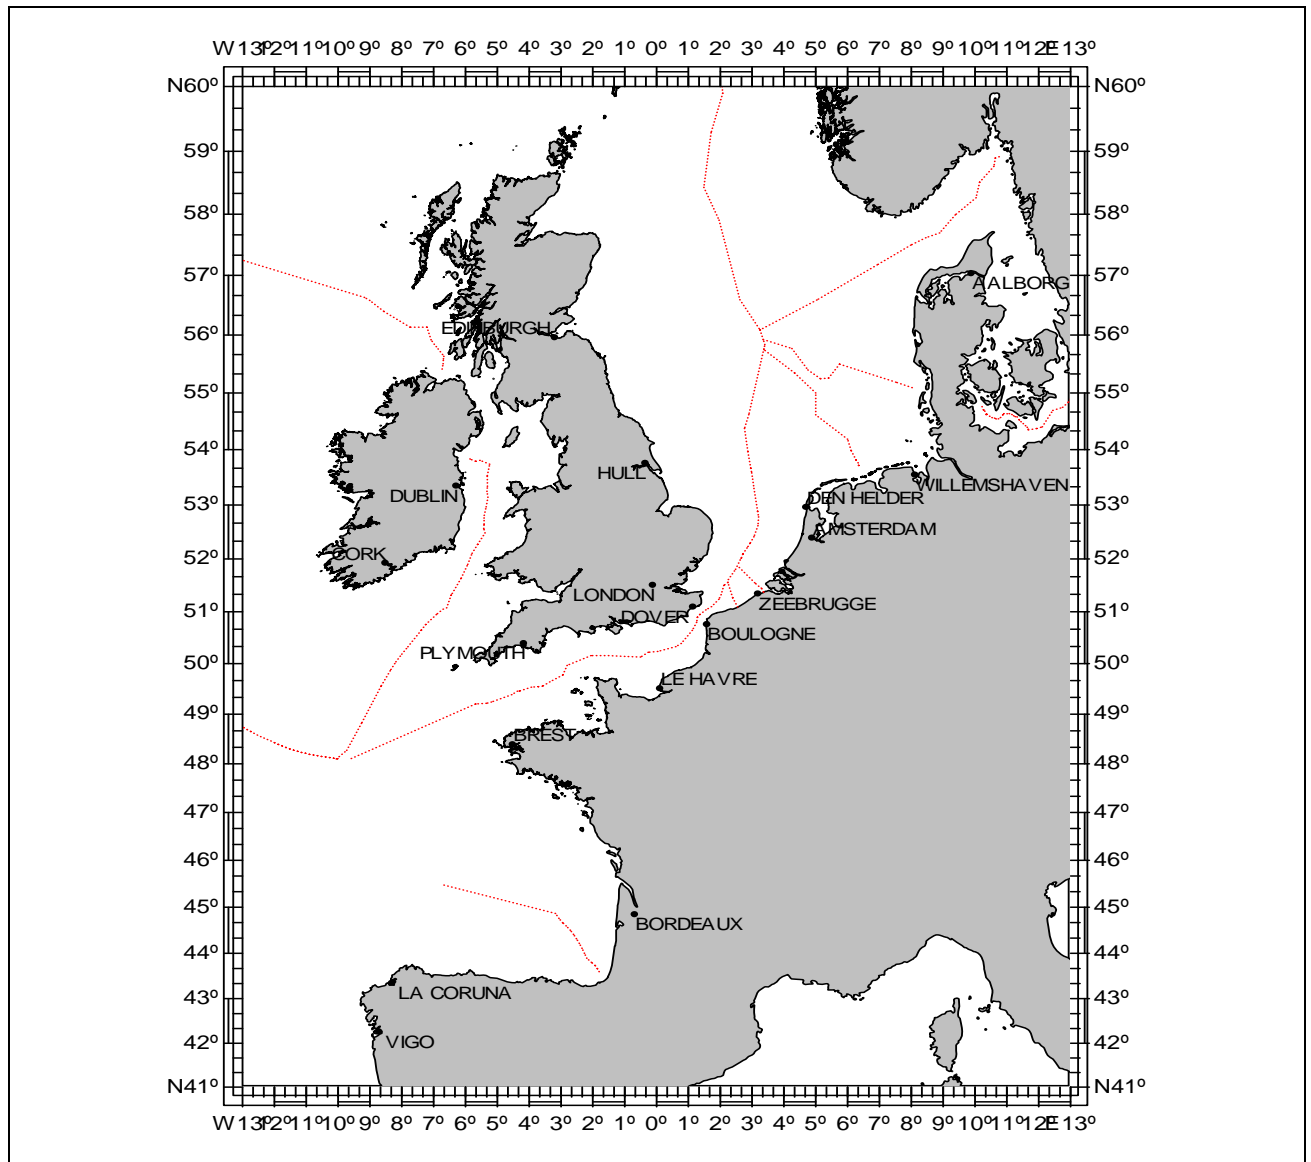 W 13º 12º 11º 10º 9º 8º 7º 6º 5º 4º 3º 2º 1º 0º 1º 2º 3º 4º 5º 6º 7º 8º 9º 10º 11º 12º E 13º
N60º N60º
59º 59º
58º 58º
57º 57º
AALBORG
EDINBURGH
56º 56º
55º 55º
54º 54º
HULL
WILLEMSHAVEN
DUBLIN
DEN HELDER
53º 53º
AMSTERDAM
CORK
52º 52º
LONDON
ZEEBRUGGE
51º 51º
DOVER
BOULOGNE
PLYMOUTH
50º 50º
LE HAVRE
49º 49º
BREST
48º 48º
47º 47º
46º 46º
45º 45º
BORDEAUX
44º 44º
LA CORUNA
43º 43º
VIGO
42º 42º
N41º N41º
W 13º 12º 11º 10º 9º 8º 7º 6º 5º 4º 3º 2º 1º 0º 1º 2º 3º 4º 5º 6º 7º 8º 9º 10º 11º 12º E 13º